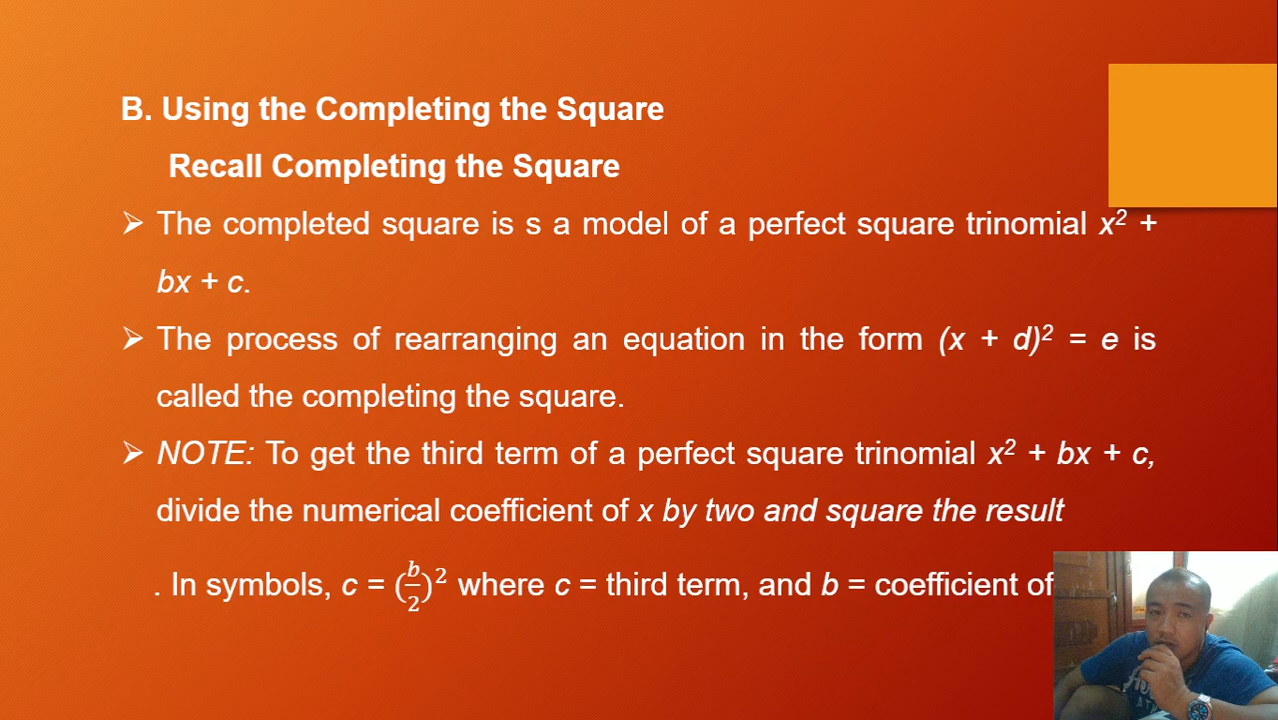 B. Using the Completing the Square
Recall Completing the Square
➢ The completed square is s a model of a perfect square trinomial x² +
bx + c.
➢ The process of rearranging an equation in the form (x + d)² = e is
called the completing the square.
➢ NOTE: To get the third term of a perfect square trinomial x² + bx + c,
divide the numerical coefficient of x by two and square the result
. In symbols, c = (b/2)² where c = third term, and b = coefficient of